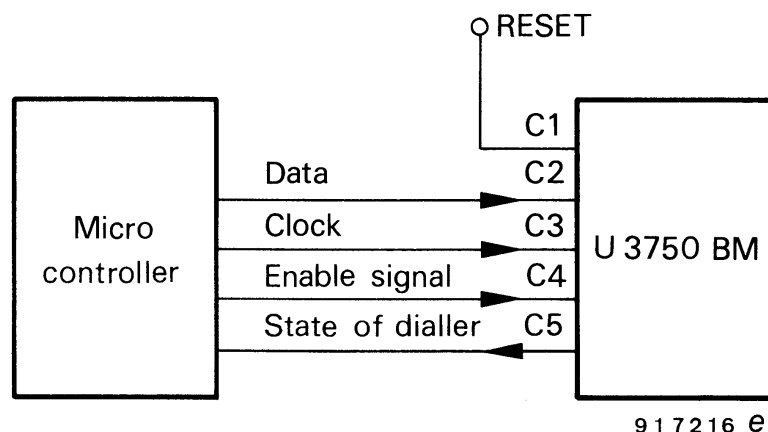 RESET
C1
Data C2
Clock C3
Micro
controller
U 3750 BM
Enable signal C4
State of dialler C5
917216 e